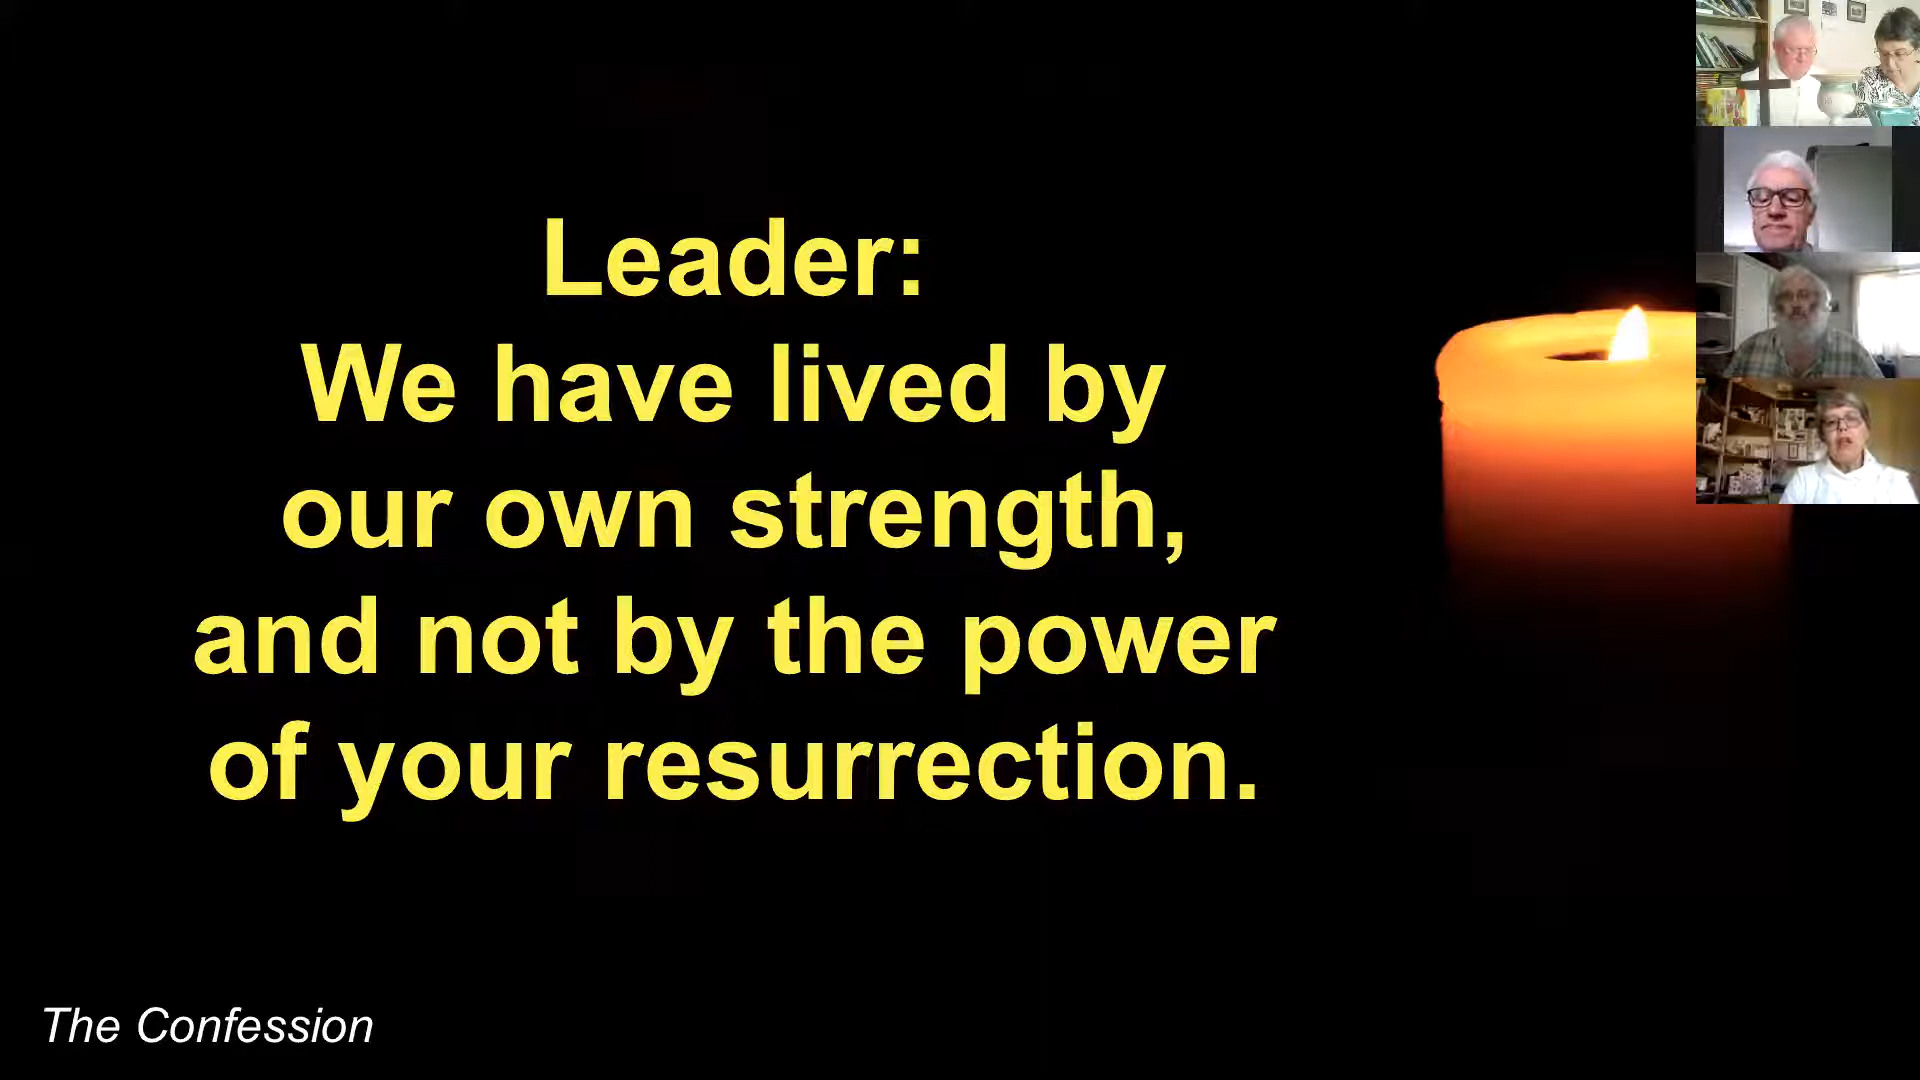 Leader:
We have lived by
our own strength,
and not by the power
of your resurrection.
The Confession